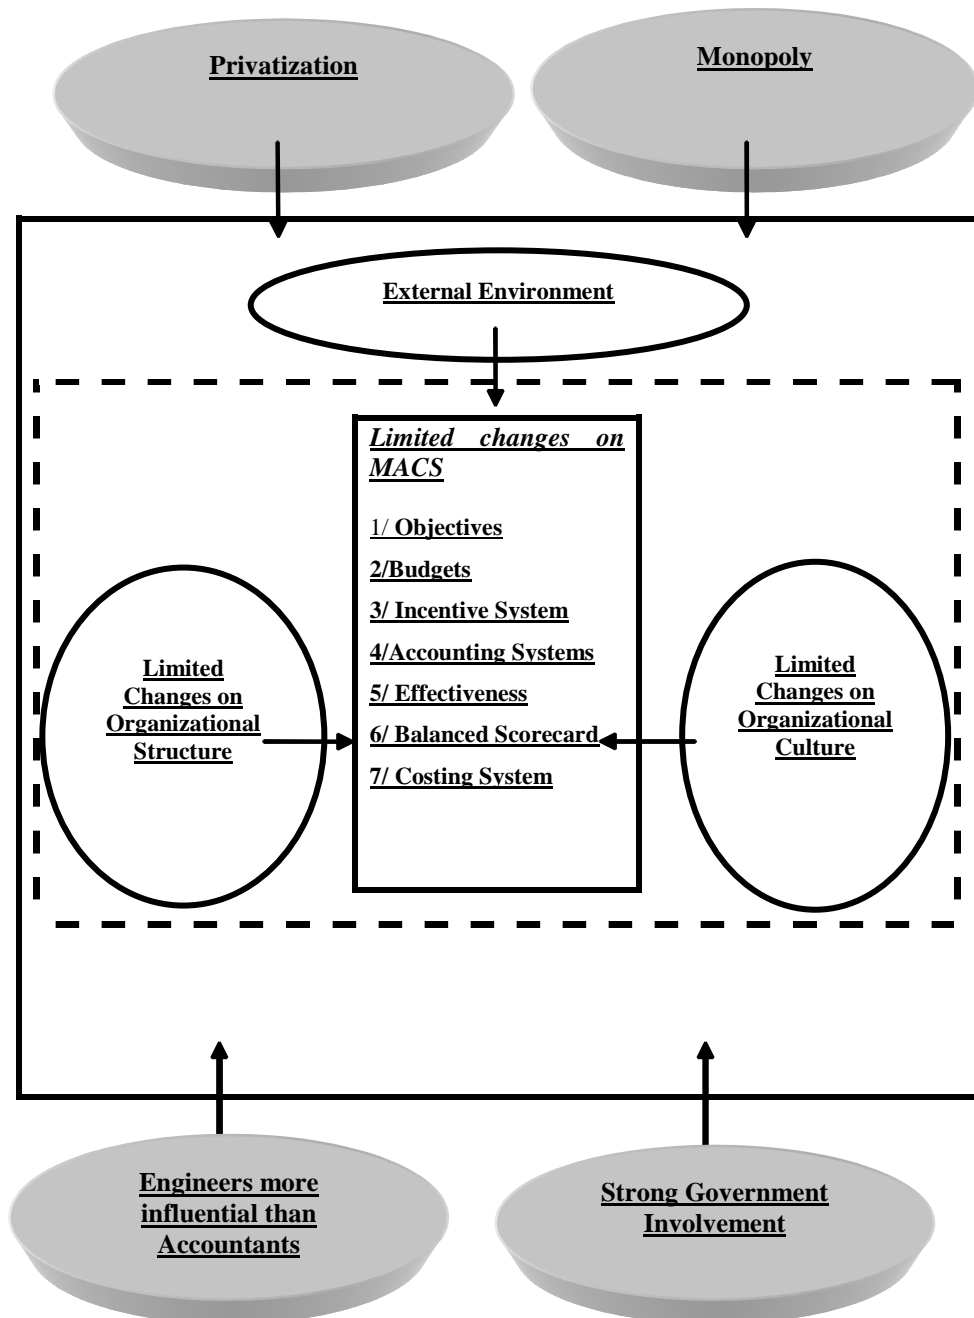 Privatization
Monopoly
External Environment
Limited changes on
MACS
1/ Objectives
2/Budgets
3/ Incentive System
4/Accounting Systems
5/ Effectiveness
6/ Balanced Scorecard
7/ Costing System
Limited
Changes on
Organizational
Structure
Limited
Changes on
Organizational
Culture
Engineers more
influential than
Accountants
Strong Government
Involvement